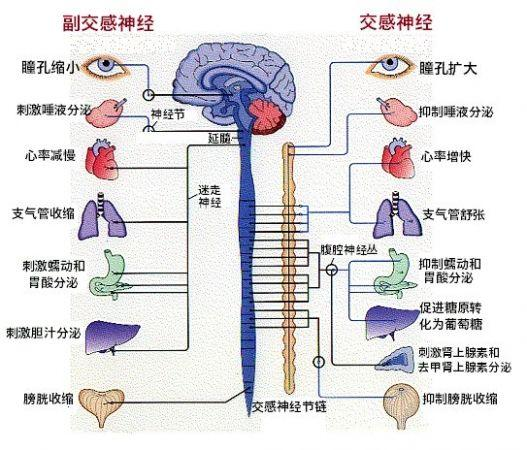 副交感神经
交感神经
瞳孔缩小
瞳孔扩大
刺激唾液分泌
神经节
抑制唾液分泌
延髓
心率减慢
心率增快
迷走
神经
支气管收缩
支气管舒张
腹腔神经丛
刺激蠕动和
胃酸分泌
抑制蠕动和
胃酸分泌
促进糖原转
化为葡萄糖
刺激胆汁分泌
刺激肾上腺素和
去甲肾上腺素分泌
膀胱收缩
交感神经节链
抑制膀胱收缩